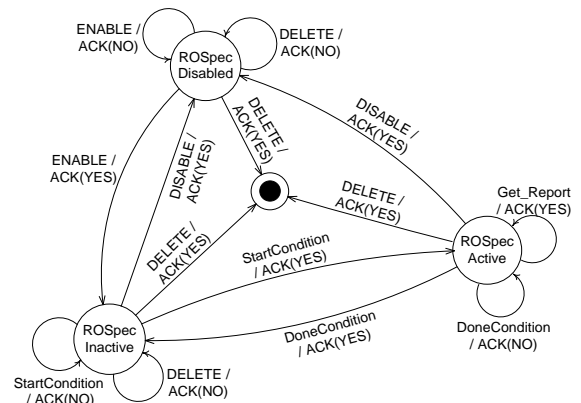 ENABLE /
ACK(NO)
DELETE /
ACK(NO)
ROSpec
Disabled
DELETE /
ACK(YES)
DISABLE /
ACK(YES)
ENABLE /
ACK(YES)
DISABLE /
ACK(YES)
DELETE /
ACK(YES)
DELETE /
ACK(YES)
Get_Report
/ ACK(YES)
ROSpec
Active
StartCondition
/ ACK(YES)
DoneCondition
/ ACK(YES)
DoneCondition
/ ACK(NO)
ROSpec
Inactive
StartCondition
/ ACK(NO)
DELETE /
ACK(NO)